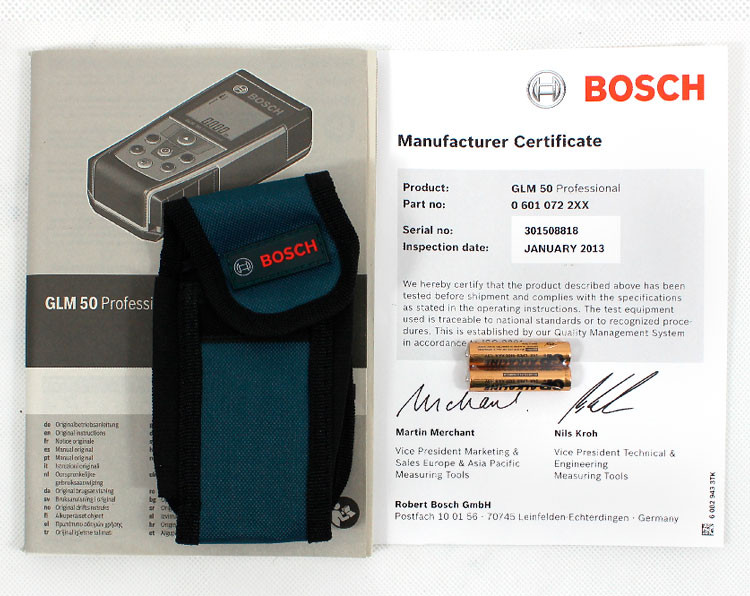 BOSCH
GLM 50 Professi
de Originalbetriebsanleitung
en Original instructions
fr Notice originale
es Manual original
pt Manual original
it Istruzioni originali
nl Oorspronkelijke
gebruiksaanwijzing
da Original brugsanvisning
sv Bruksanvisning i original
no Original driftsinstruks
fi Alkuperäiset ohjeet
el Πρωτότυπο οδηγιών χρήσης
tr Orijinal işletme talimatı
BOSCH
BOSCH
Manufacturer Certificate
Product: GLM 50 Professional
Part no: 0 601 072 2XX
Serial no: 301508818
Inspection date: JANUARY 2013
We hereby certify that the product described above has been
tested before shipment and complies with the specifications
as stated in the operating instructions. The test equipment
used is traceable to national standards or to recognized proce-
dures. This is established by our Quality Management System
in accordance to
Martin Merchant
Vice President Marketing &
Sales Europe & Asia Pacific
Measuring Tools
Nils Kroh
Vice President Technical &
Engineering
Measuring Tools
Robert Bosch GmbH
Postfach 10 01 56 · 70745 Leinfelden-Echterdingen · Germany
6 002 943 3TK